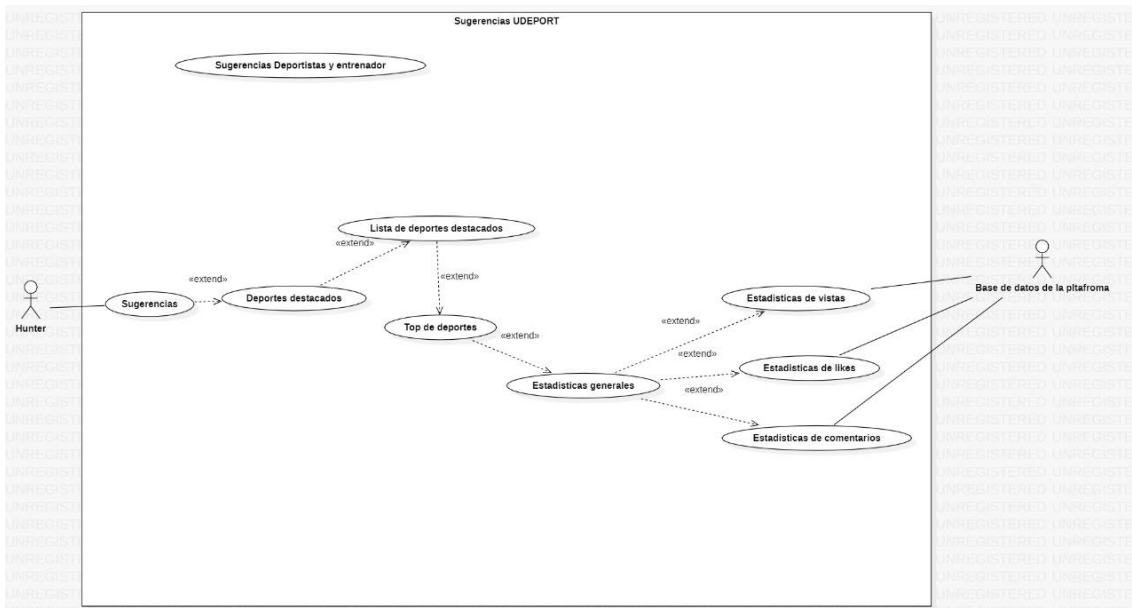 Sugerencias UDEPORT
Sugerencias Deportistas y entrenador
Lista de deportes destacados
«extend»
«extend»
«extend»
Deportes destacados
Sugerencias
Hunter
Top de deportes
«extend»
Estadisticas generales
«extend»
«extend»
«extend»
Estadisticas de vistas
Estadisticas de likes
Estadisticas de comentarios
Base de datos de la pltafroma
UNREGISTERED UNREGISTERED